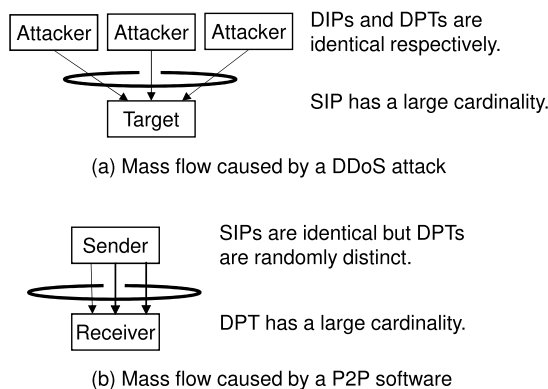 Attacker Attacker Attacker
DIPs and DPTs are
identical respectively.
SIP has a large cardinality.
Target
(a) Mass flow caused by a DDoS attack
Sender
SIPs are identical but DPTs
are randomly distinct.
Receiver
DPT has a large cardinality.
(b) Mass flow caused by a P2P software